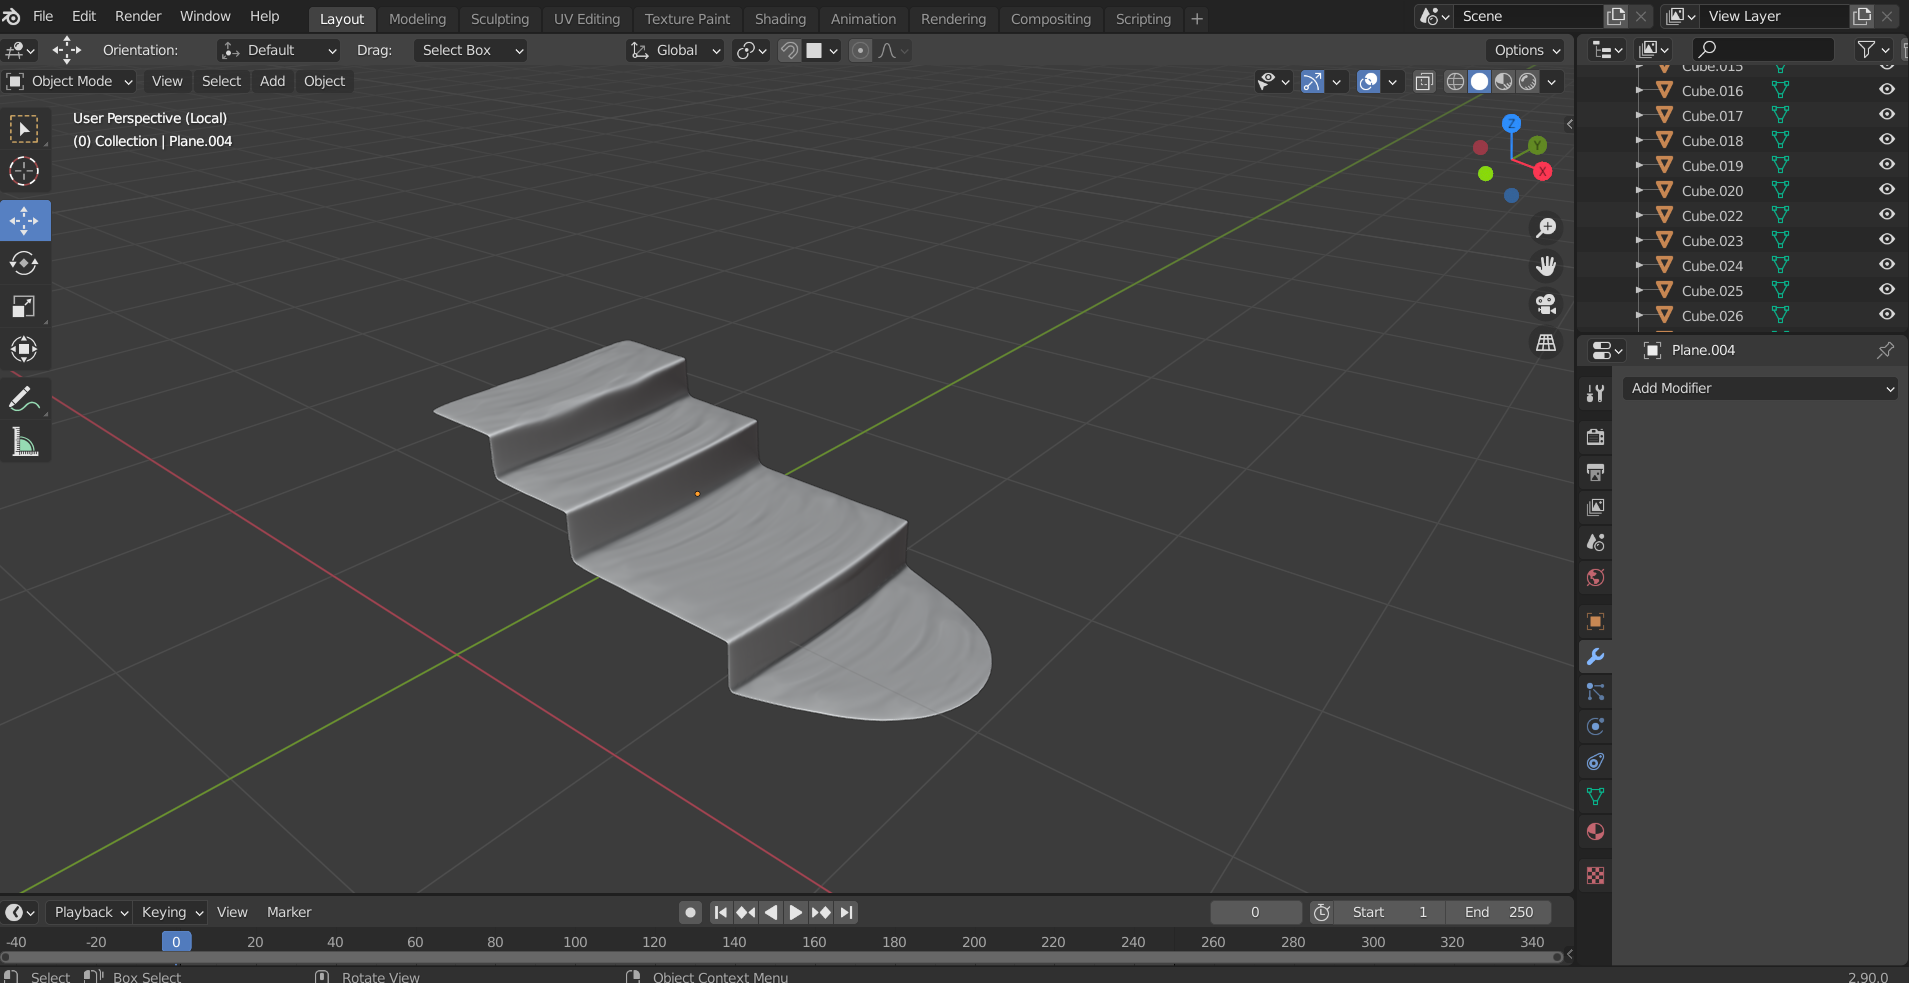 File Edit Render Window Help Layout Modeling Sculpting UV Editing Texture Paint Shading Animation Rendering Compositing Scripting + Scene View Layer
Orientation: Default Drag: Select Box Global Options
Object Mode View Select Add Object
User Perspective (Local)
(0) Collection | Plane.004
Z
Y
X
Cube.015
Cube.016
Cube.017
Cube.018
Cube.019
Cube.020
Cube.022
Cube.023
Cube.024
Cube.025
Cube.026
Plane.004
Add Modifier
Playback Keying View Marker 0 Start 1 End 250
-40 -20 0 20 40 60 80 100 120 140 160 180 200 220 240 260 280 300 320 340
Select Box Select Rotate View Object Context Menu 2.90.0